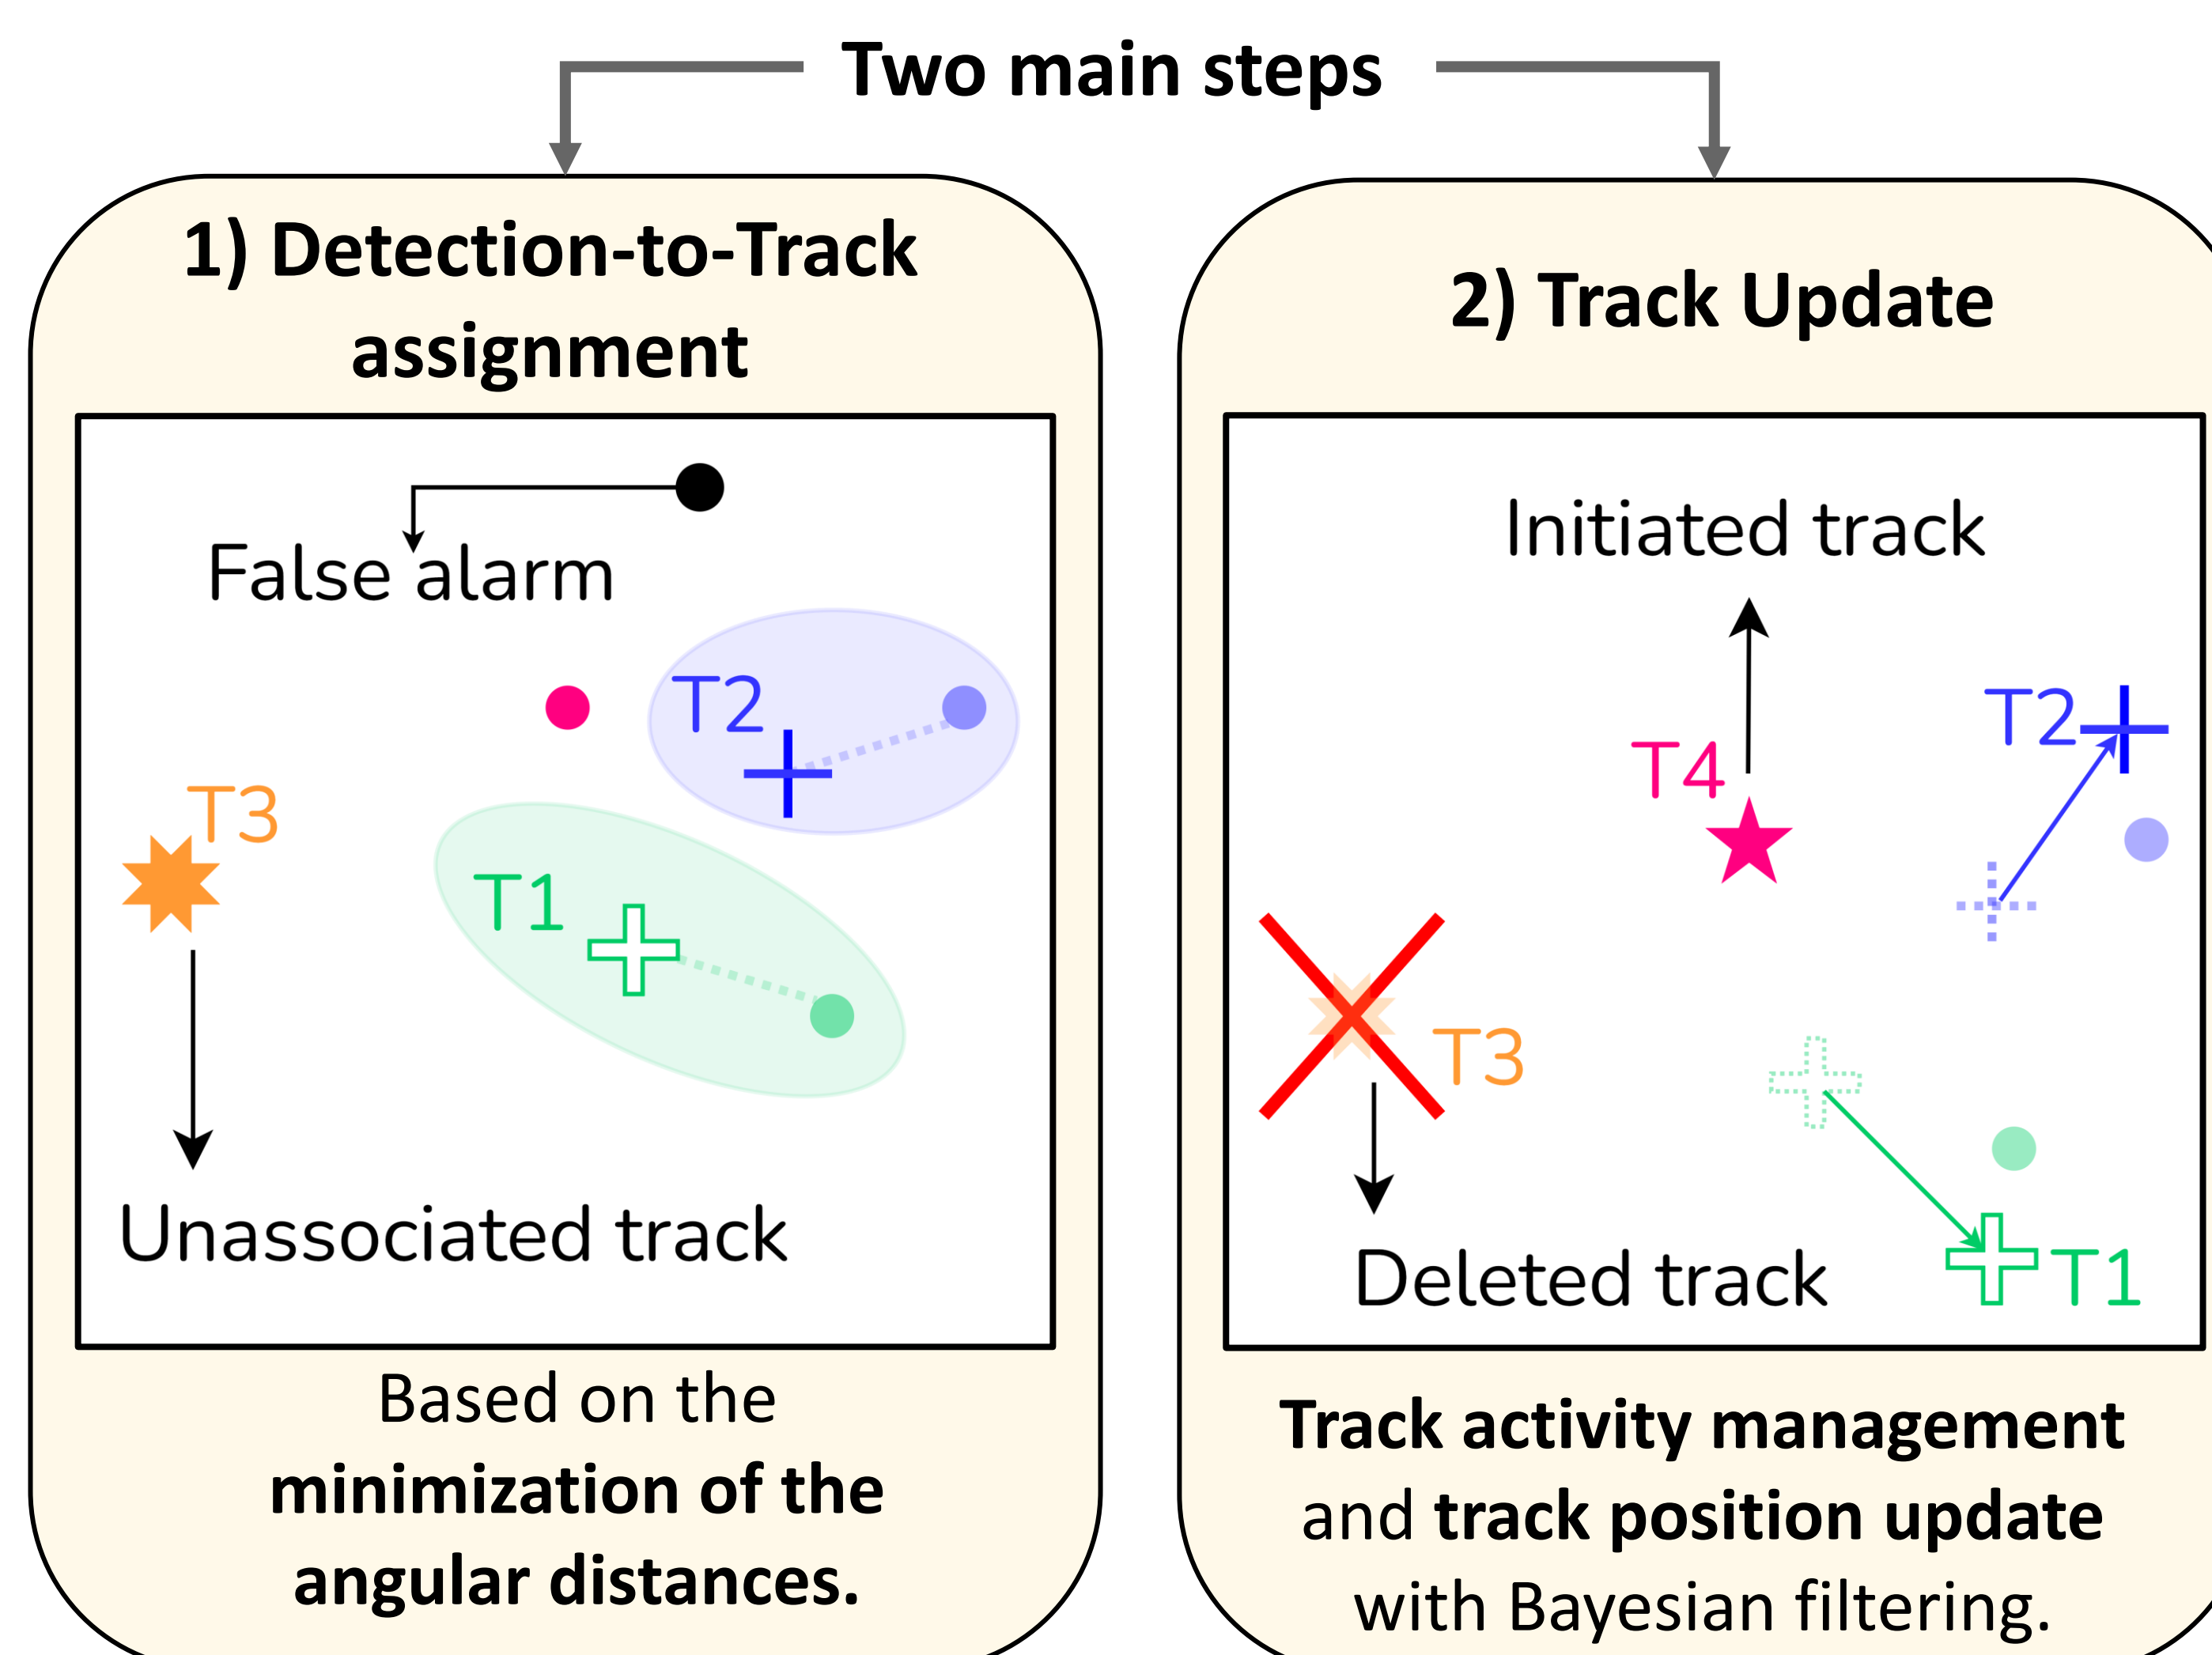 Two main steps
1) Detection-to-Track
assignment
False alarm
T2
T3
T1
Unassociated track
Based on the
minimization of the
angular distances.
2) Track Update
Initiated track
T2
T4
T3
T1
Deleted track
Track activity management
and track position update
with Bayesian filtering.